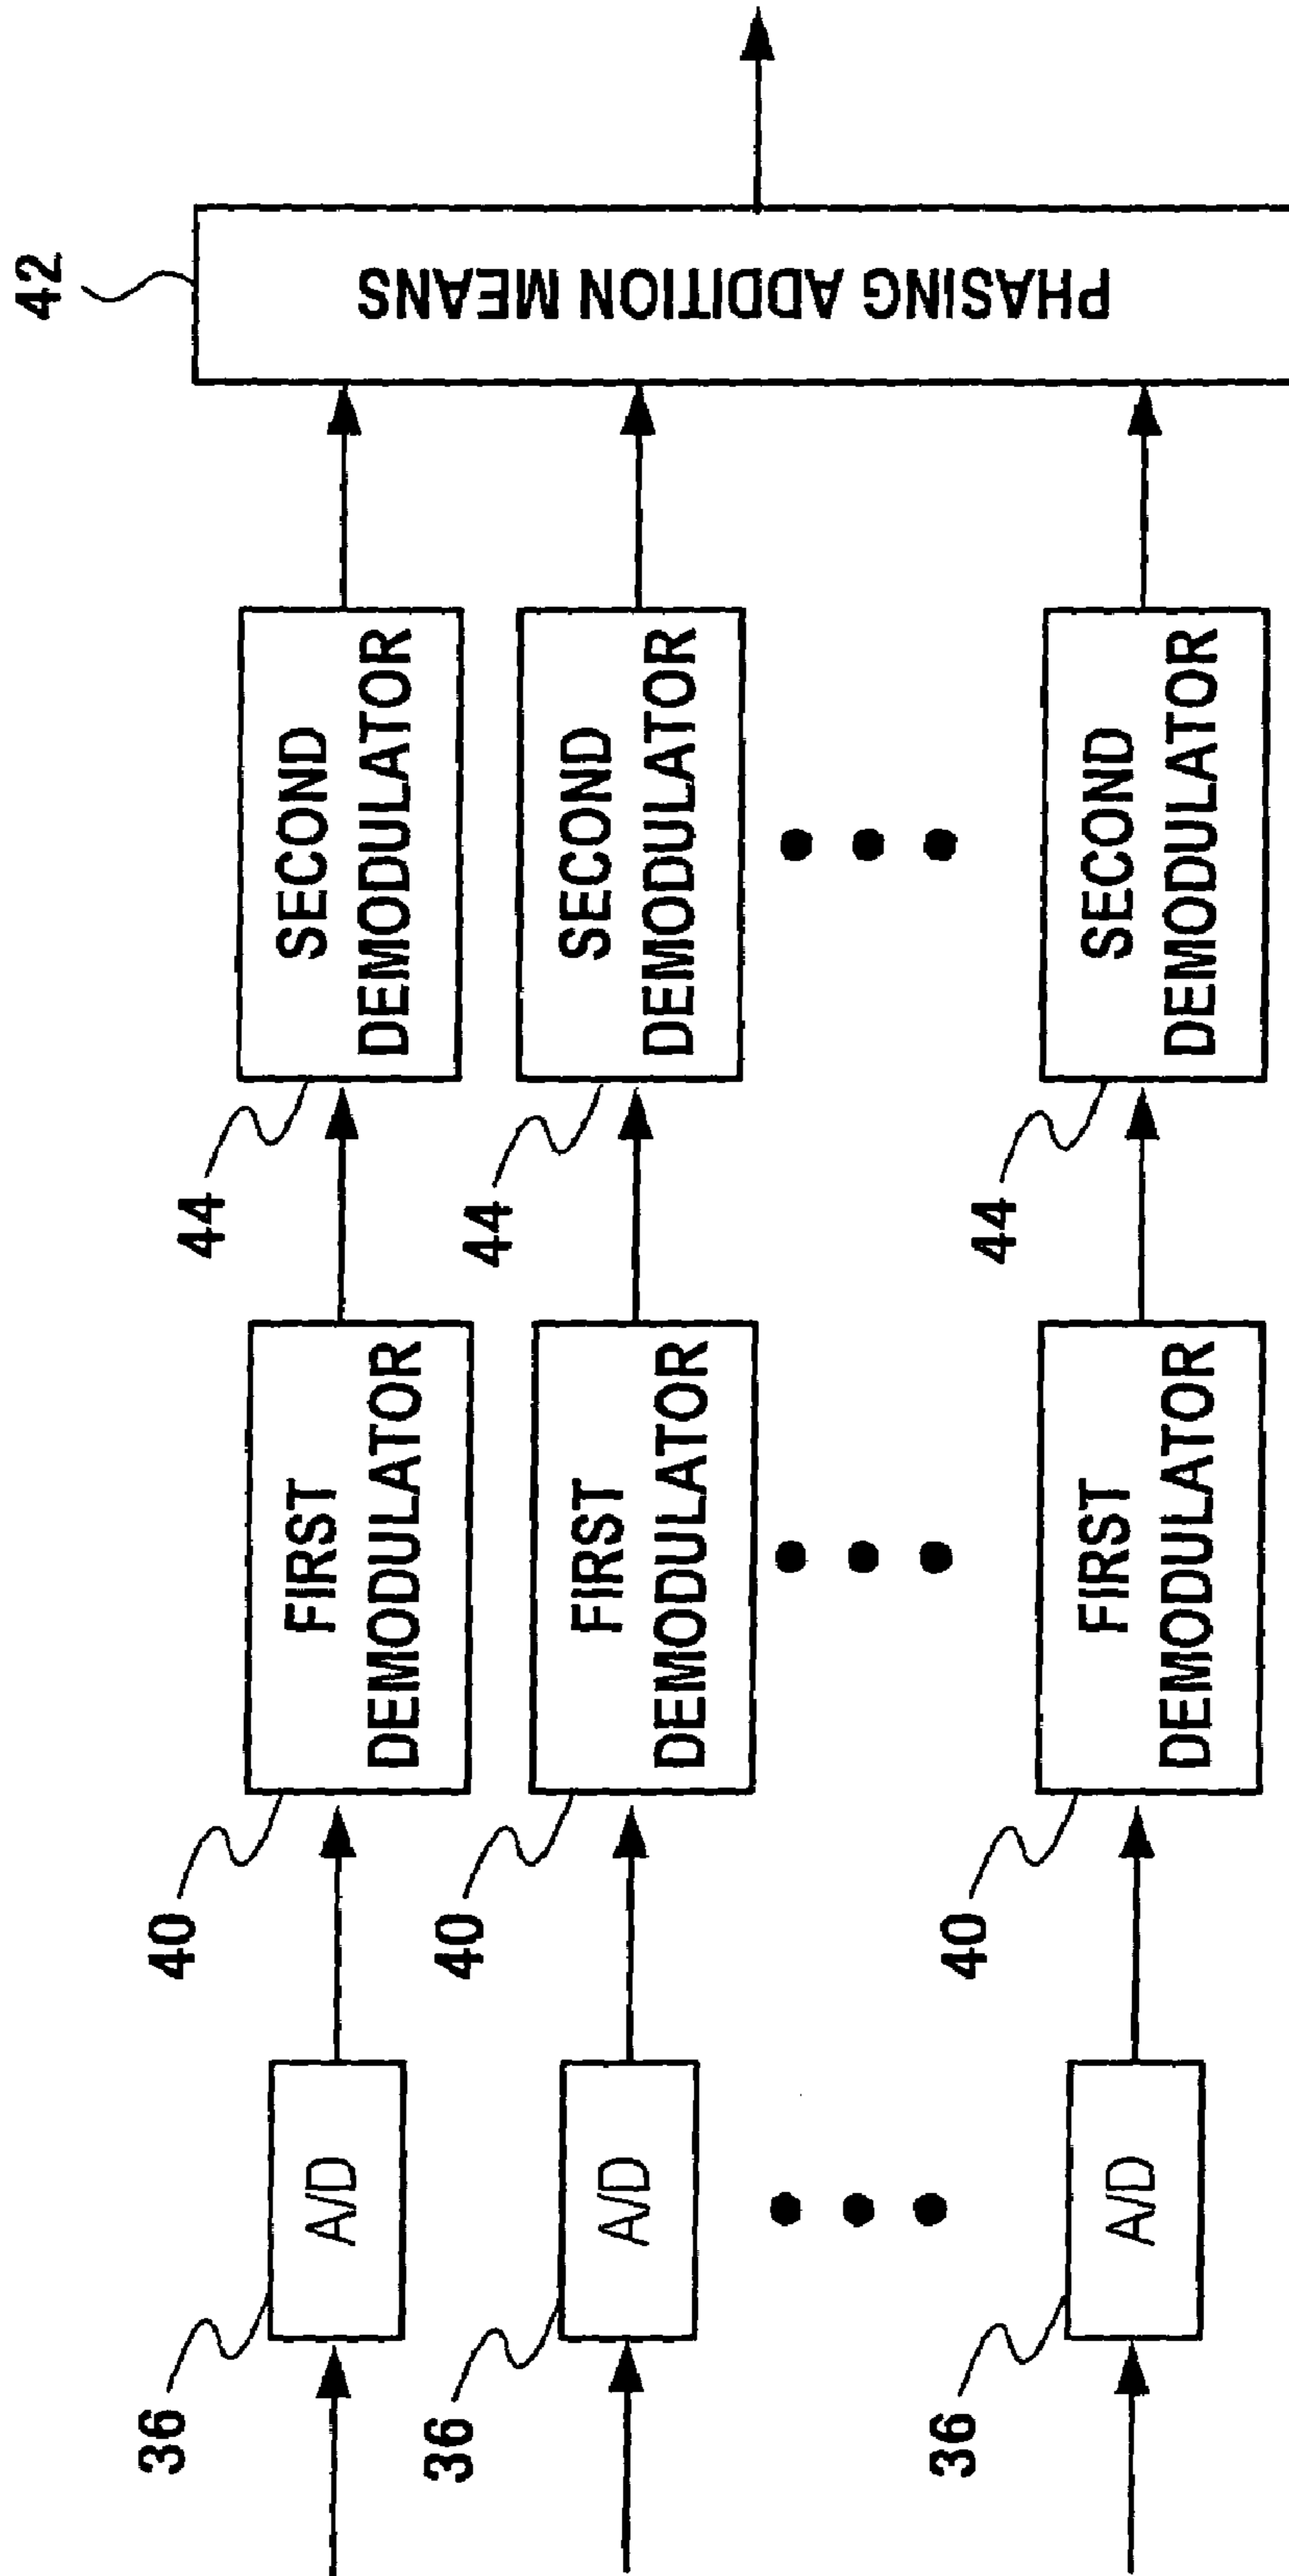 36
A/D
40
FIRST
DEMODULATOR
44
SECOND
DEMODULATOR
36
A/D
40
FIRST
DEMODULATOR
44
SECOND
DEMODULATOR
36
A/D
40
FIRST
DEMODULATOR
44
SECOND
DEMODULATOR
42
PHASING ADDITION MEANS